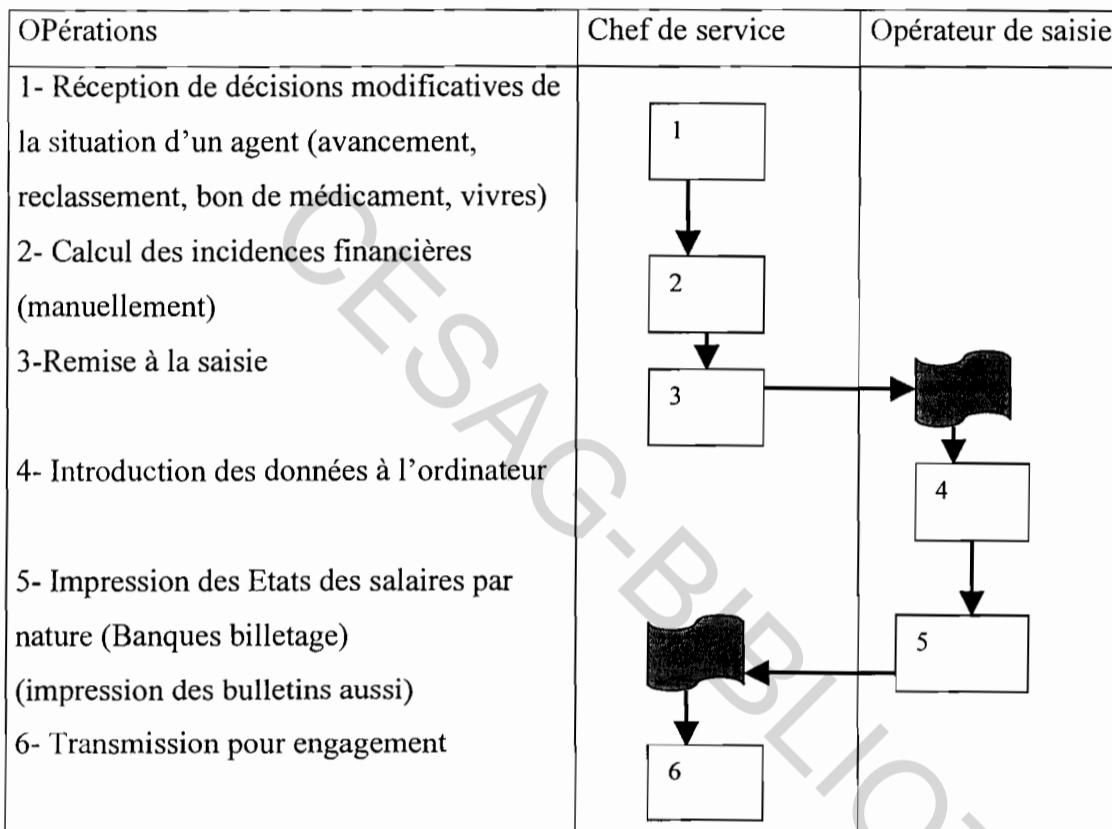 OPérations
Chef de service
Opérateur de saisie
1- Réception de décisions modificatives de
la situation d'un agent (avancement,
reclassement, bon de médicament, vivres)
2- Calcul des incidences financières
(manuellement)
3-Remise à la saisie
4- Introduction des données à l'ordinateur
5- Impression des Etats des salaires par
nature (Banques billetage)
(impression des bulletins aussi)
6- Transmission pour engagement
1
2
3
4
5
6
CESAG-BIBLIOT